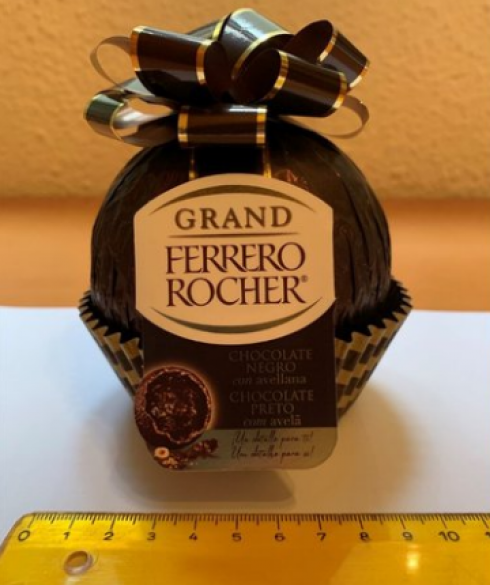 GRAND
FERRERO
ROCHER®
CHOCOLATE
NEGRO
con avellana
CHOCOLATE
PRETO
com avelã
¡Un detalle para ti!
Um detalhe para si!
0 1 2 3 4 5 6 7 8 9 10